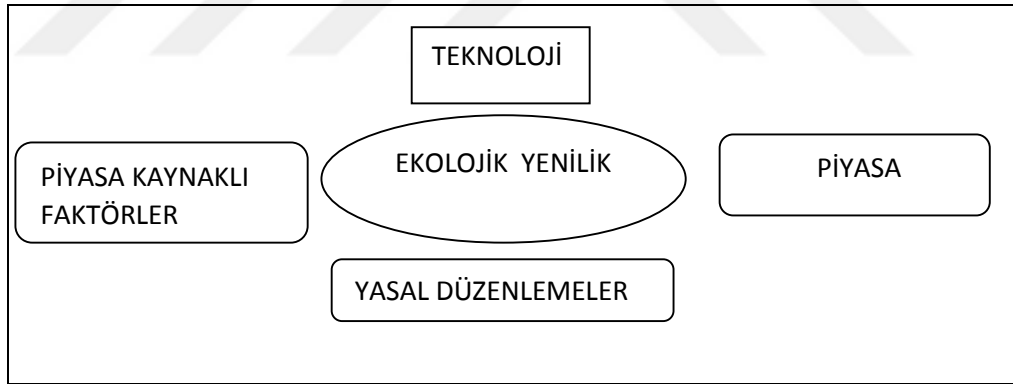 TEKNOLOJİ
EKOLOJİK YENİLİK
PİYASA KAYNAKLI
FAKTÖRLER
PİYASA
YASAL DÜZENLEMELER